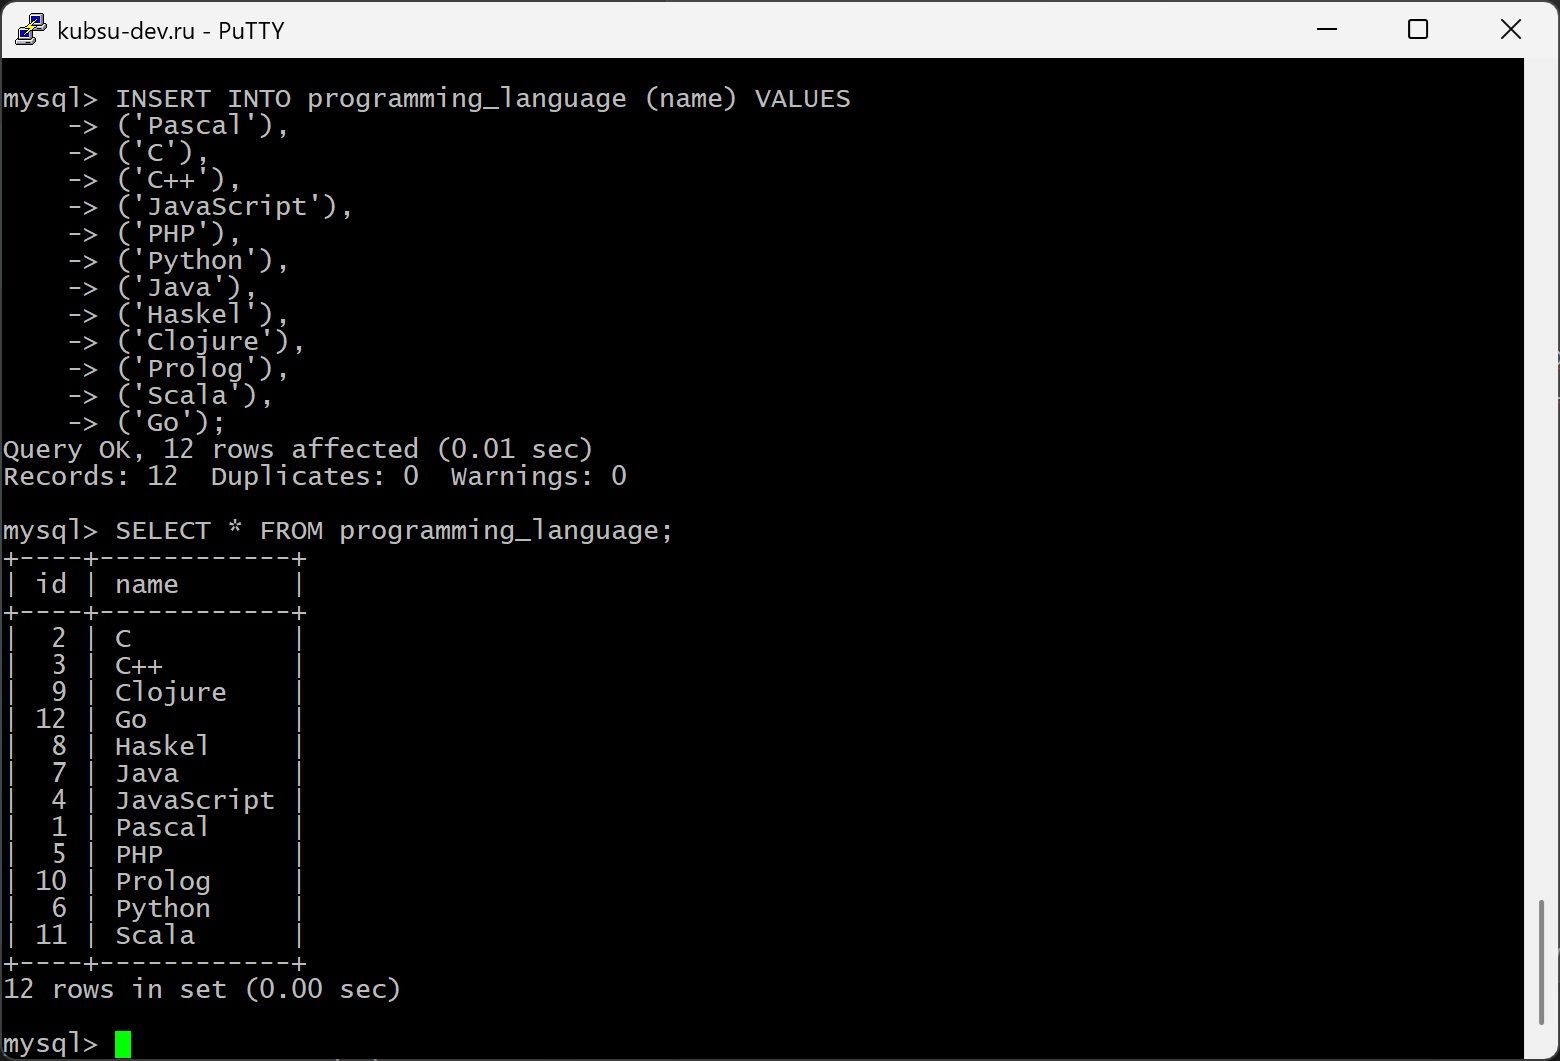 kubsu-dev.ru - PuTTY
mysql> INSERT INTO programming_language (name) VALUES
    -> ('Pascal'),
    -> ('C'),
    -> ('C++'),
    -> ('JavaScript'),
    -> ('PHP'),
    -> ('Python'),
    -> ('Java'),
    -> ('Haskel'),
    -> ('Clojure'),
    -> ('Prolog'),
    -> ('Scala'),
    -> ('Go');
Query OK, 12 rows affected (0.01 sec)
Records: 12  Duplicates: 0  Warnings: 0
mysql> SELECT * FROM programming_language;
+----+------------+
| id | name       |
+----+------------+
|  2 | C          |
|  3 | C++        |
|  9 | Clojure    |
| 12 | Go         |
|  8 | Haskel     |
|  7 | Java       |
|  4 | JavaScript |
|  1 | Pascal     |
|  5 | PHP        |
| 10 | Prolog     |
|  6 | Python     |
| 11 | Scala      |
+----+------------+
12 rows in set (0.00 sec)
mysql>